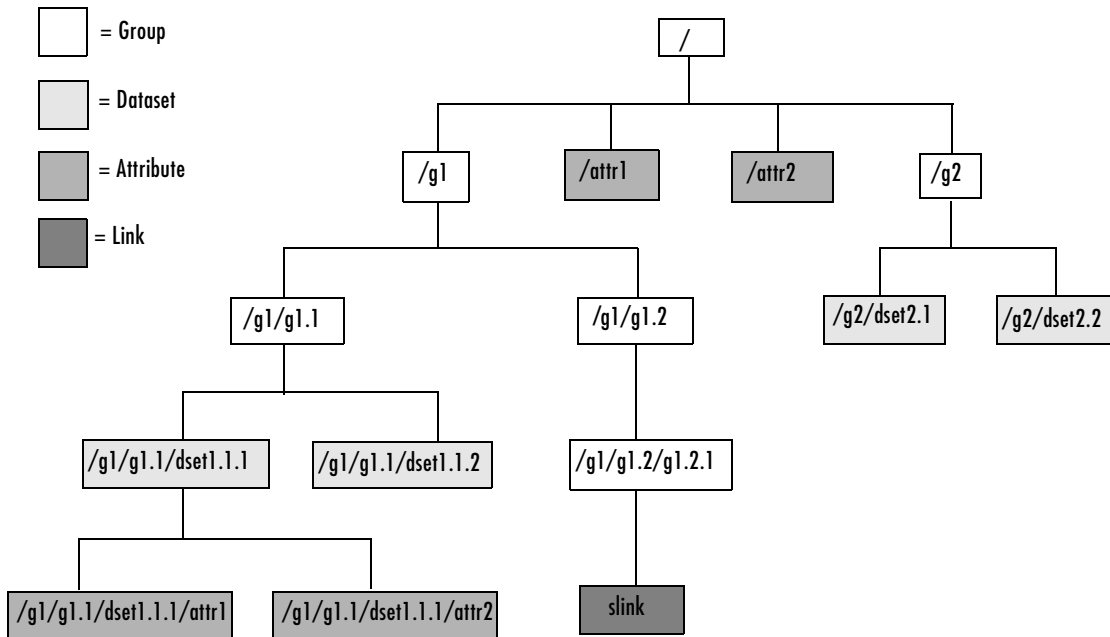 = Group
/
= Dataset
= Attribute
= Link
/g1
/attr1
/attr2
/g2
/g1/g1.1
/g1/g1.2
/g2/dset2.1
/g2/dset2.2
/g1/g1.1/dset1.1.1
/g1/g1.1/dset1.1.2
/g1/g1.2/g1.2.1
/g1/g1.1/dset1.1.1/attr1
/g1/g1.1/dset1.1.1/attr2
slink